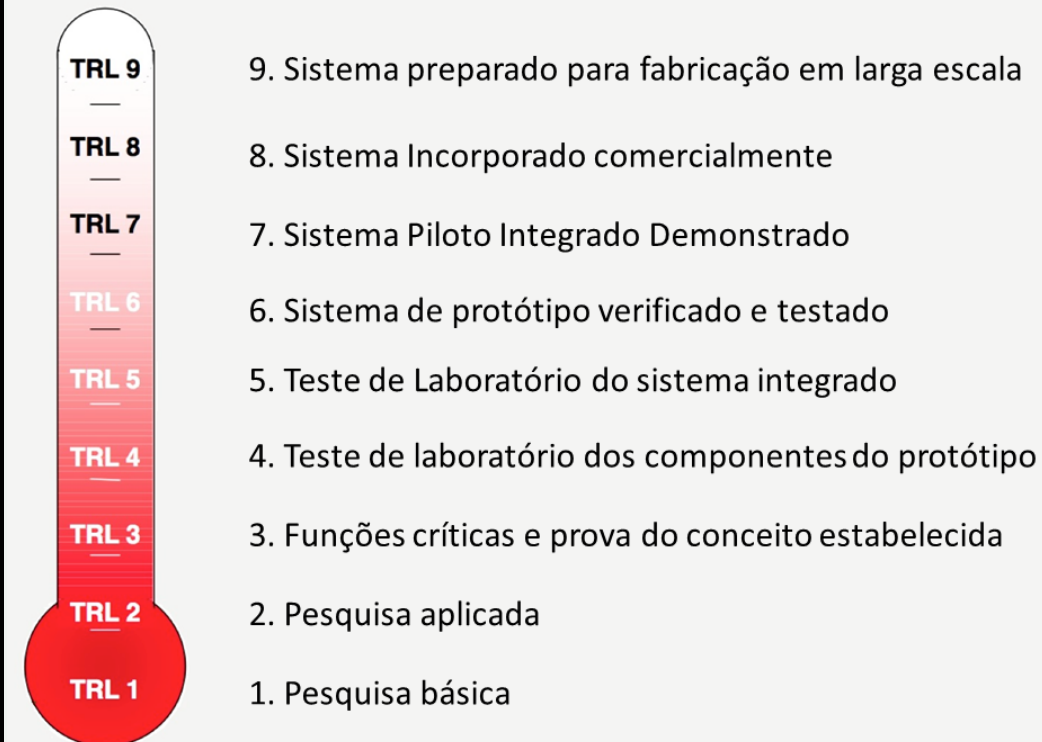 TRL 9
9. Sistema preparado para fabricação em larga escala
TRL 8
8. Sistema Incorporado comercialmente
TRL 7
7. Sistema Piloto Integrado Demonstrado
TRL 6
6. Sistema de protótipo verificado e testado
TRL 5
5. Teste de Laboratório do sistema integrado
TRL 4
4. Teste de laboratório dos componentes do protótipo
TRL 3
3. Funções críticas e prova do conceito estabelecida
TRL 2
2. Pesquisa aplicada
TRL 1
1. Pesquisa básica